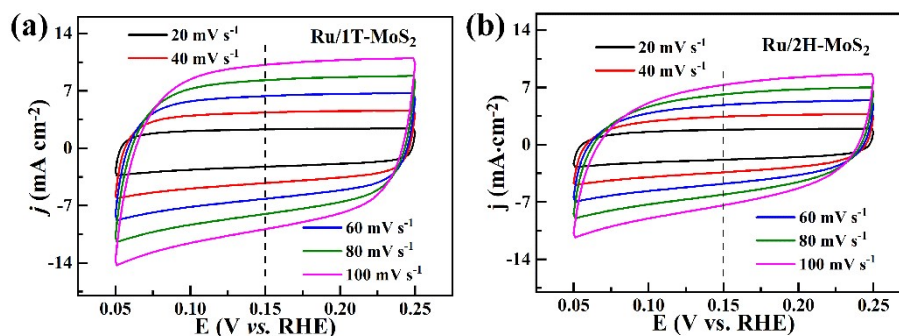 (a)
14
7
0
-7
-14
j (mA cm⁻²)
20 mV s⁻¹
40 mV s⁻¹
Ru/1T-MoS₂
60 mV s⁻¹
80 mV s⁻¹
100 mV s⁻¹
0.05 0.10 0.15 0.20 0.25
E (V vs. RHE)
(b)
14
7
0
-7
-14
j (mA·cm⁻²)
Ru/2H-MoS₂
20 mV s⁻¹
40 mV s⁻¹
60 mV s⁻¹
80 mV s⁻¹
100 mV s⁻¹
0.05 0.10 0.15 0.20 0.25
E (V vs. RHE)